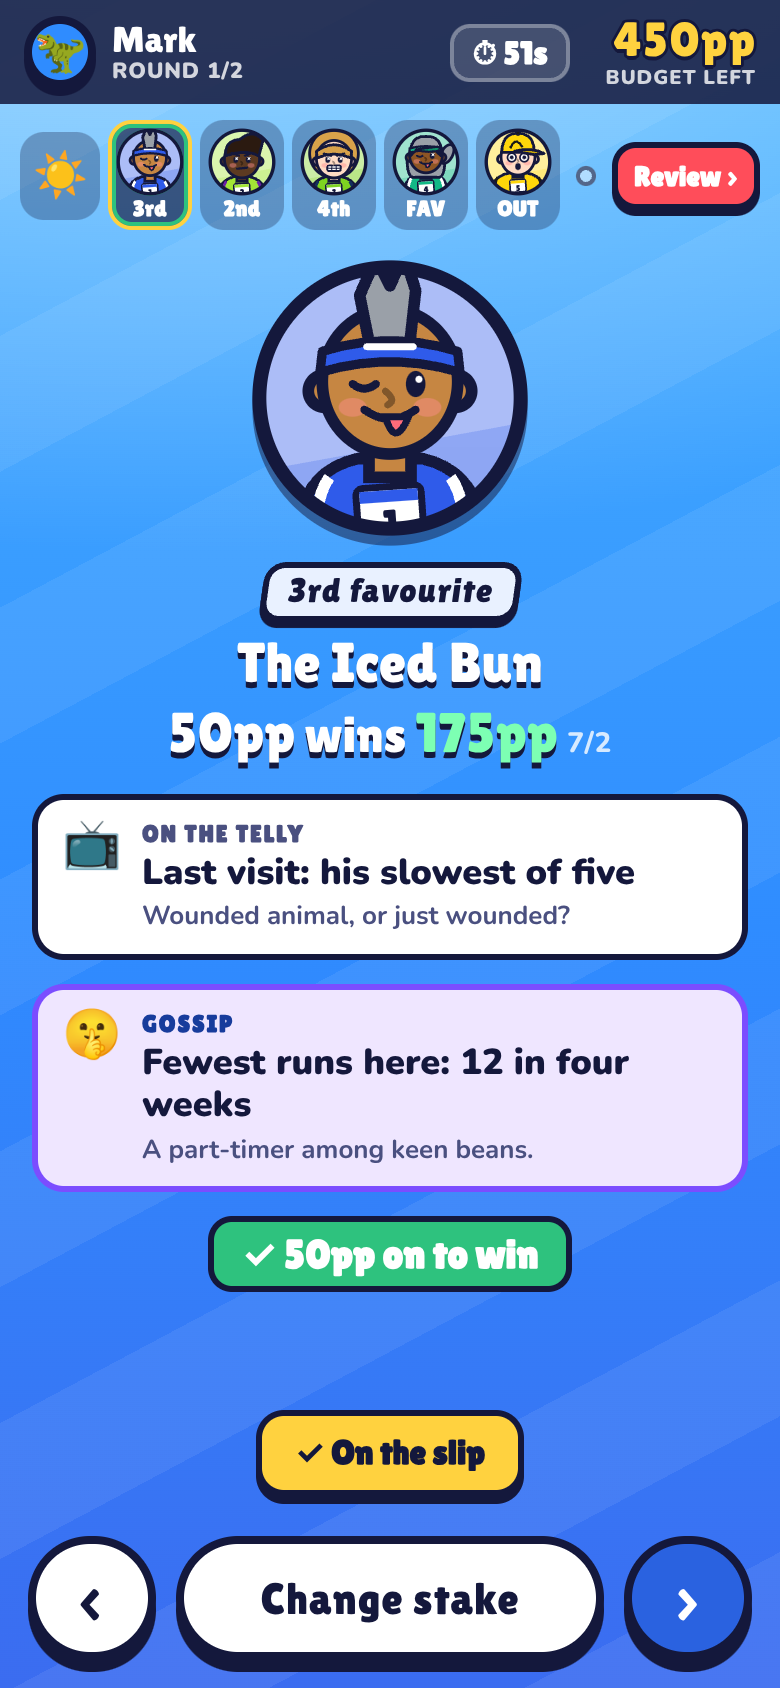 Mark
ROUND 1/2
51s
450pp
BUDGET LEFT
3rd
2nd
4th
FAV
OUT
Review ›
3rd favourite
The Iced Bun
50pp wins 175pp 7/2
ON THE TELLY
Last visit: his slowest of five
Wounded animal, or just wounded?
GOSSIP
Fewest runs here: 12 in four
weeks
A part-timer among keen beans.
✓ 50pp on to win
✓ On the slip
‹
Change stake
›